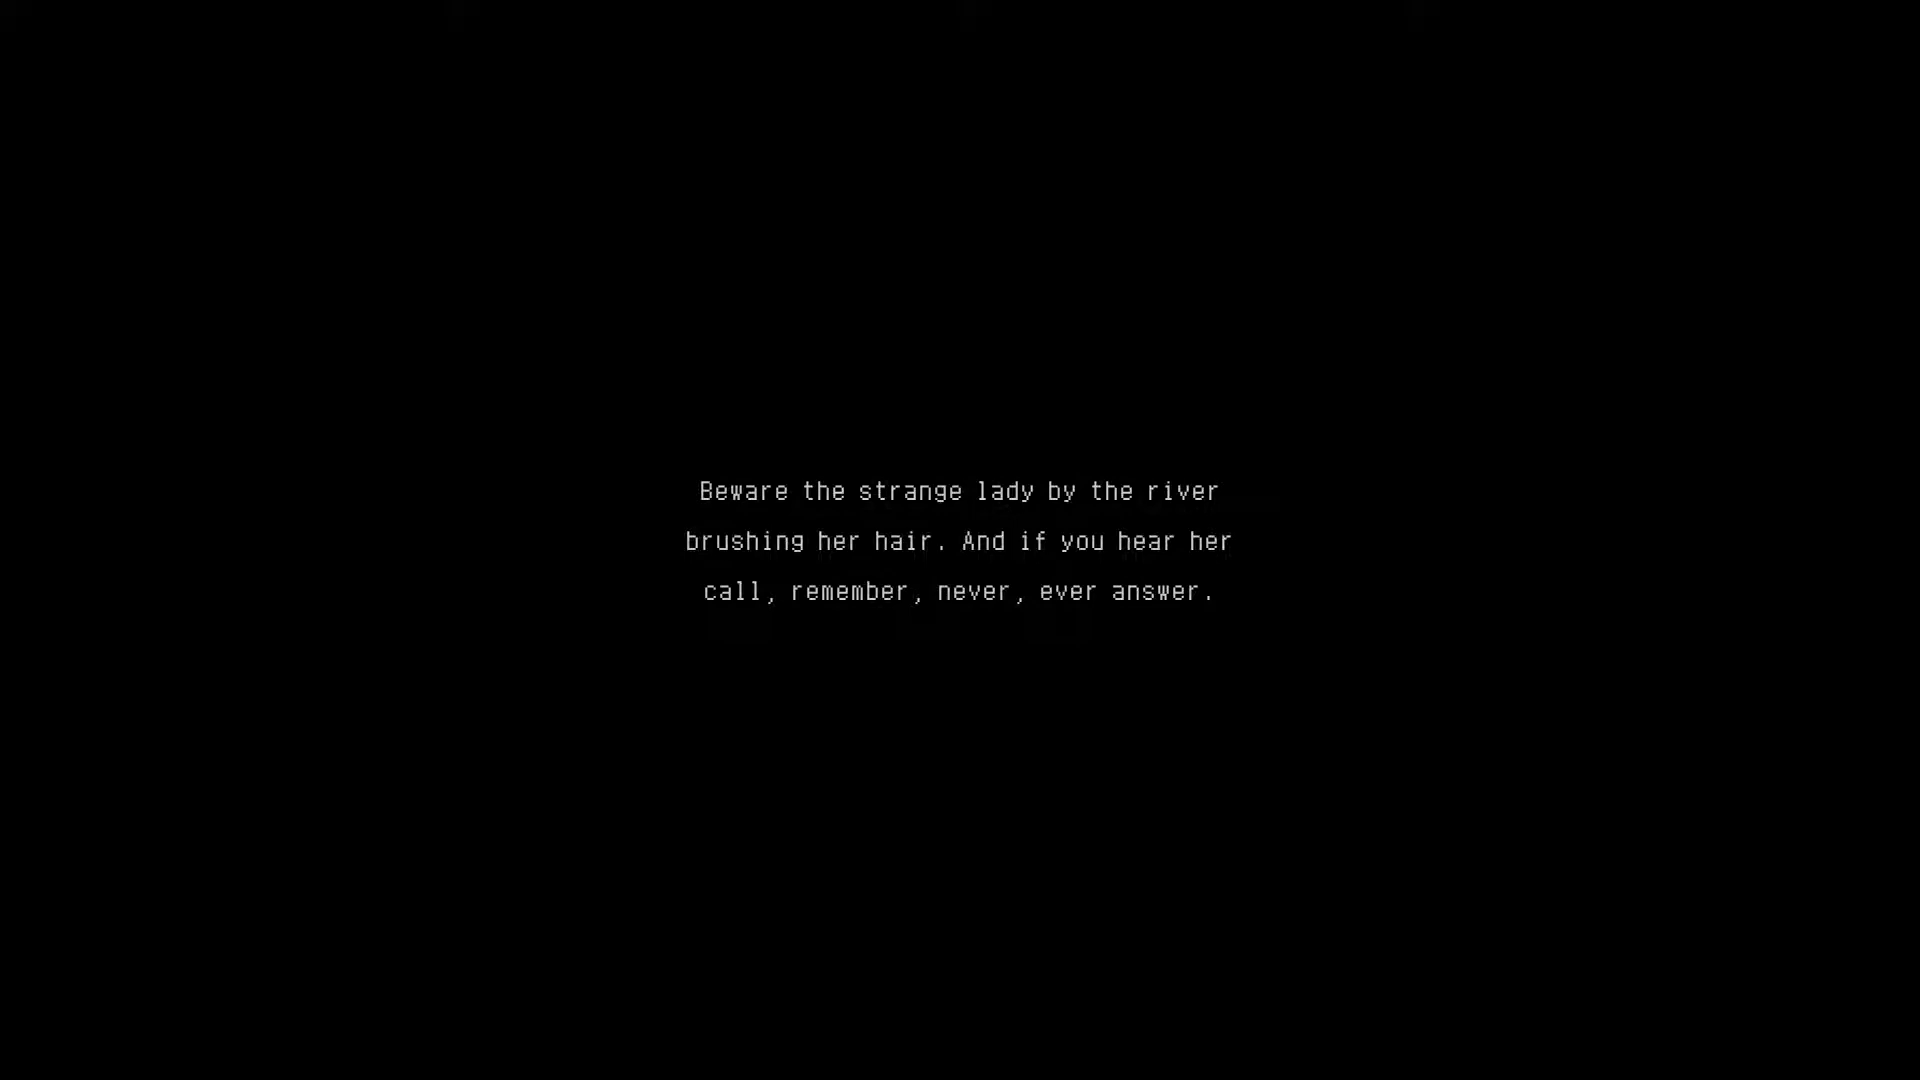 Beware the strange lady by the river
brushing her hair. And if you hear her
call, remember, never, ever answer.